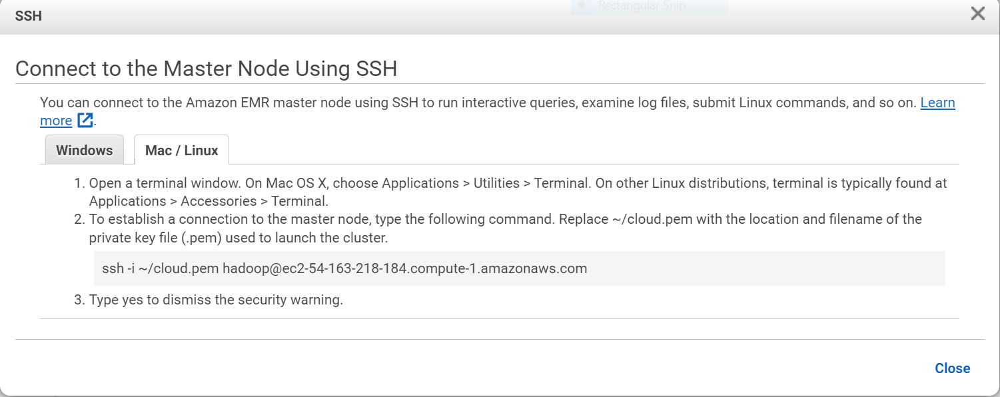 Rectangular Snip
SSH
Connect to the Master Node Using SSH
You can connect to the Amazon EMR master node using SSH to run interactive queries, examine log files, submit Linux commands, and so on. Learn
more.
Windows
Mac / Linux
1. Open a terminal window. On Mac OS X, choose Applications > Utilities > Terminal. On other Linux distributions, terminal is typically found at
Applications > Accessories > Terminal.
2. To establish a connection to the master node, type the following command. Replace ~/cloud.pem with the location and filename of the
private key file (.pem) used to launch the cluster.
ssh -i ~/cloud.pem hadoop@ec2-54-163-218-184.compute-1.amazonaws.com
3. Type yes to dismiss the security warning.
Close